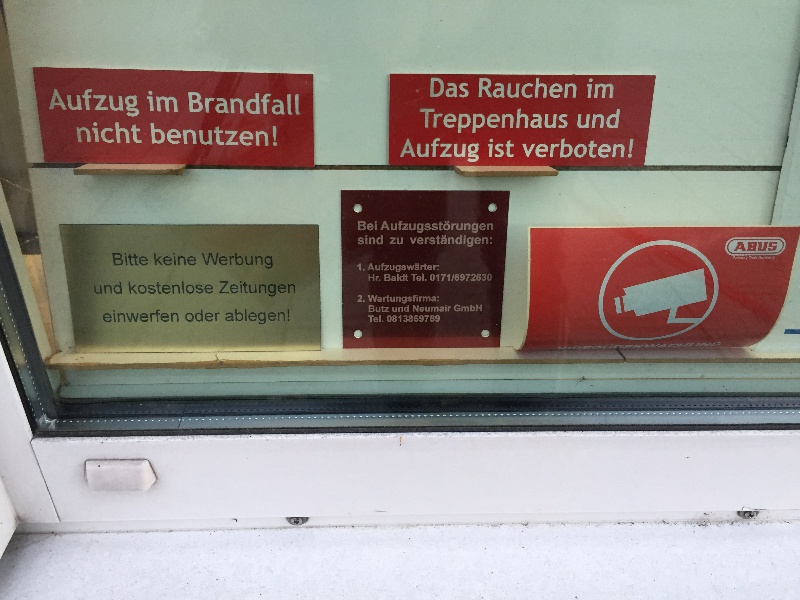 Aufzug im Brandfall
nicht benutzen!
Das Rauchen im
Treppenhaus und
Aufzug ist verboten!
Bitte keine Werbung
und kostenlose Zeitungen
einwerfen oder ablegen!
Bei Aufzugsstörungen
sind zu verständigen:
1. Aufzugswärter:
Hr. Baldt Tel. 0171/6972630
2. Wartungsfirma:
Butz und Neumair GmbH
Tel. 0813869789
ABUS